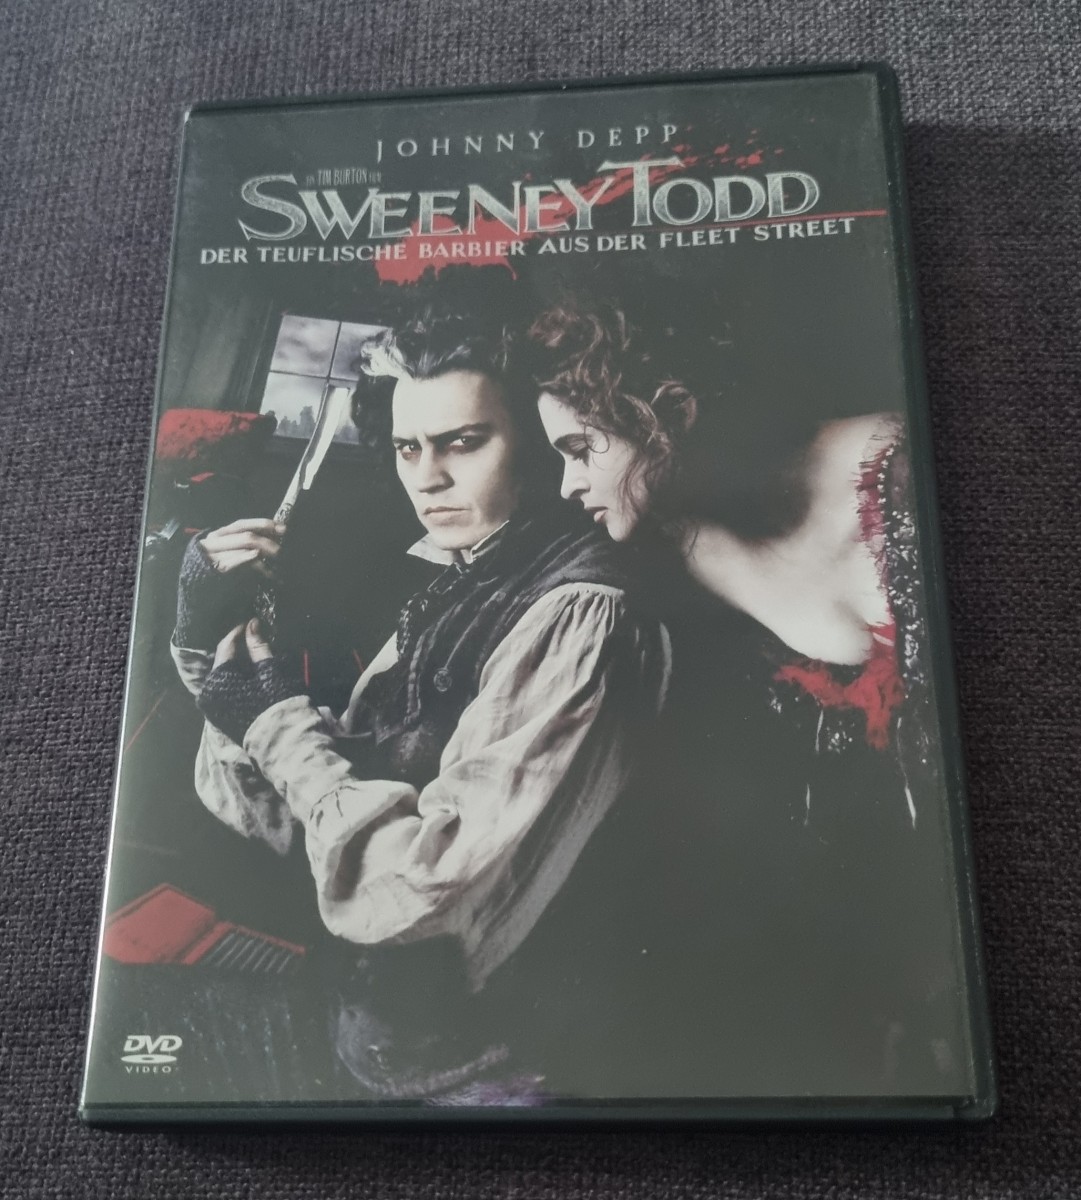 JOHNNY DEPP
EIN TIM BURTON FILM
SWEENEY TODD
DER TEUFLISCHE BARBIER AUS DER FLEET STREET
DVD
VIDEO